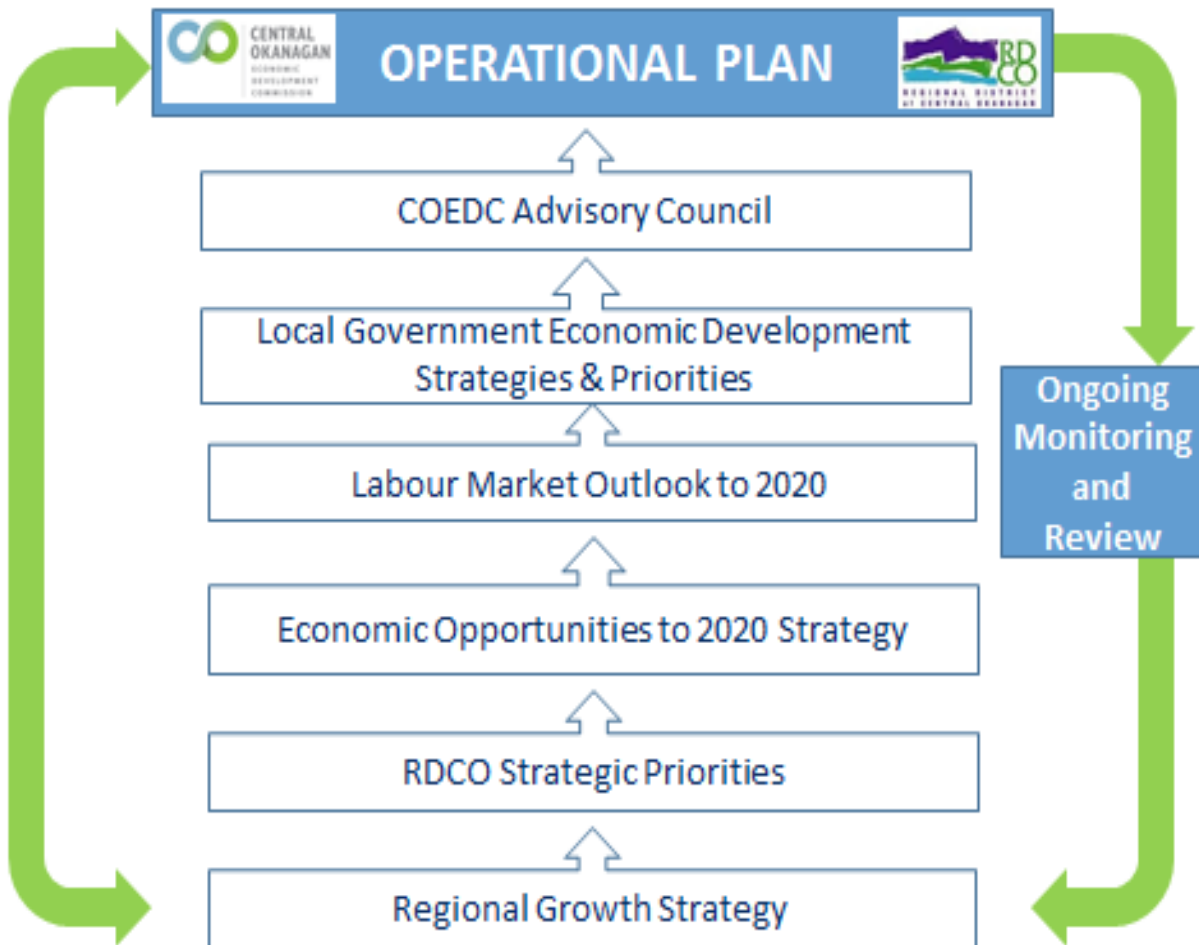 CENTRAL
OKANAGAN
ECONOMIC
DEVELOPMENT
COMMISSION
OPERATIONAL PLAN
RD
CO
REGIONAL DISTRICT
of CENTRAL OKANAGAN
COEDC Advisory Council
Local Government Economic Development
Strategies & Priorities
Ongoing
Monitoring
and
Review
Labour Market Outlook to 2020
Economic Opportunities to 2020 Strategy
RDCO Strategic Priorities
Regional Growth Strategy